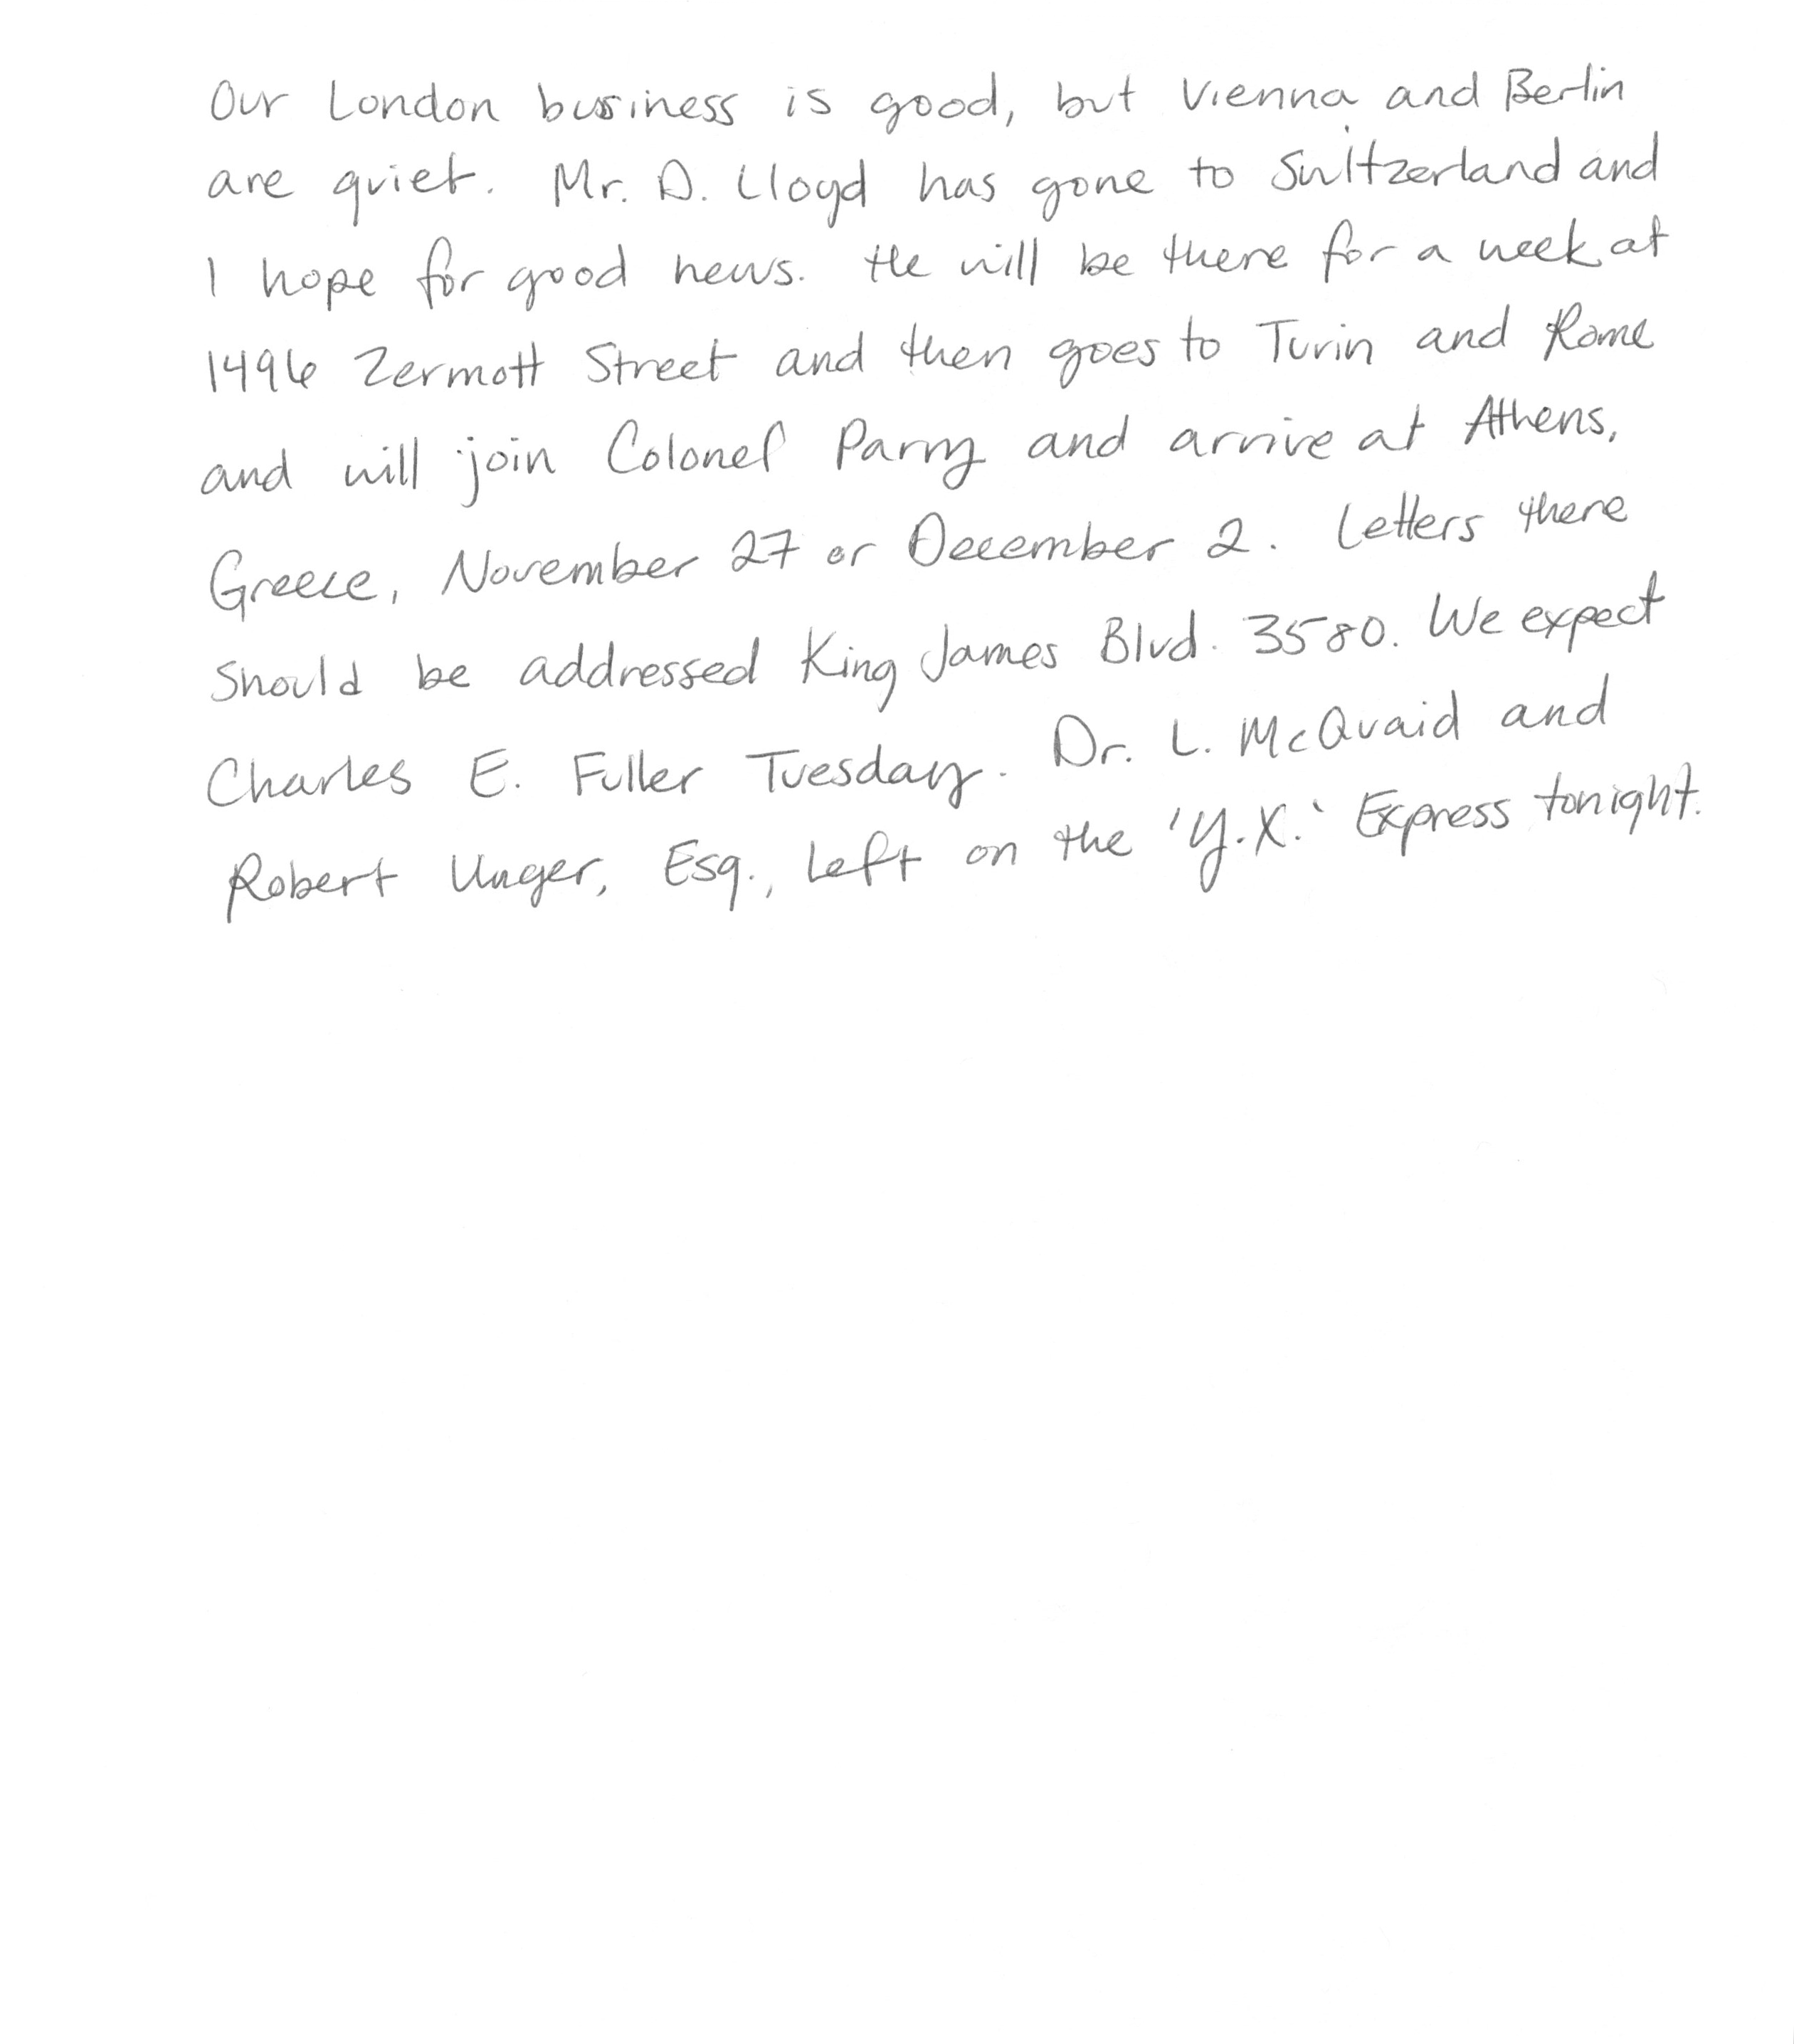 Our London business is good, but Vienna and Berlin
are quiet. Mr. D. Lloyd has gone to Switzerland and
I hope for good news. He will be there for a week at
1496 Zermott Street and then goes to Turin and Rome
and will join Colonel Parry and arrive at Athens,
Greece, November 27 or December 2. Letters there
should be addressed King James Blvd. 3580. We expect
Charles E. Fuller Tuesday. Dr. L. McQuaid and
Robert Unger, Esq., left on the 'Y.X.' Express tonight.